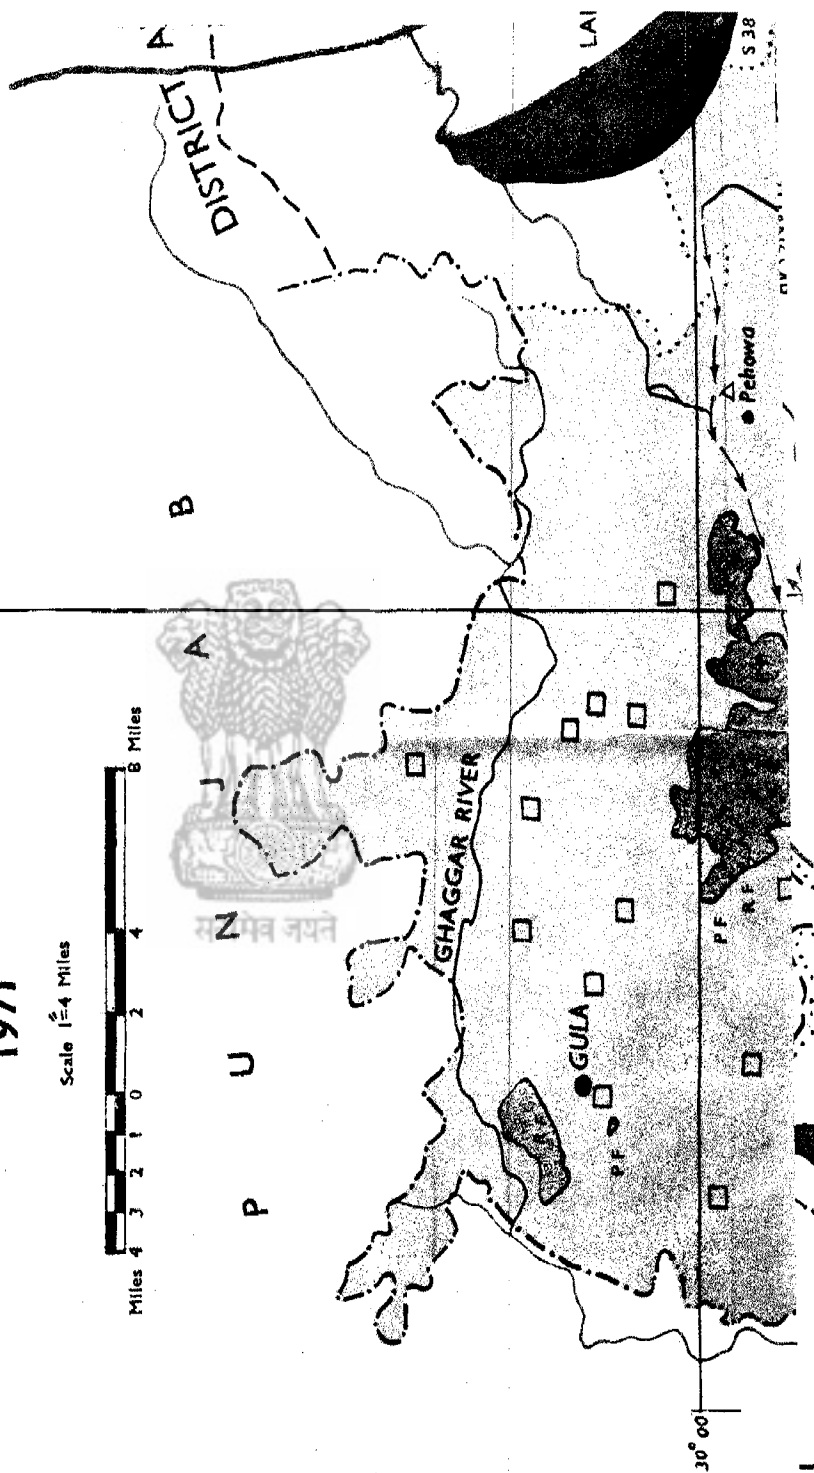 1971
Scale 1"=4 Miles
Miles 4 3 2 1 0 2 4 8 Miles
P U N J A B
DISTRICT A
सत्यमेव जयते
GHAGGAR RIVER
GULA
R F
P F
P F
R F
Pehowa
LAI
S 38
30° 00'